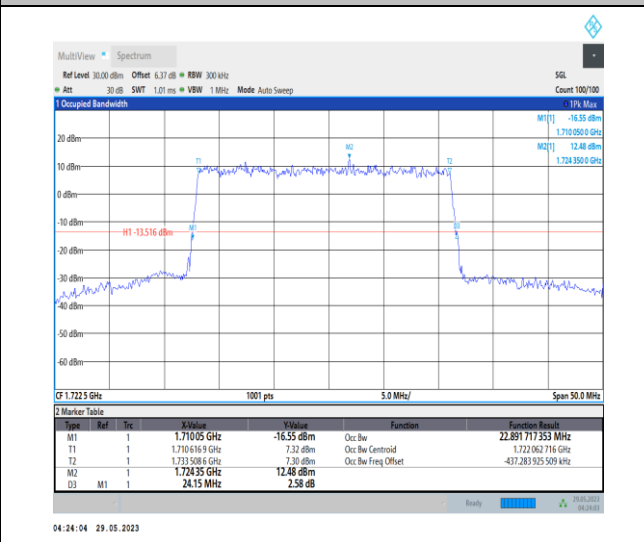 MultiView Spectrum
Ref Level 30.00 dBm Offset 6.37 dB RBW 300 kHz SGL
Att 30 dB SWT 1.01 ms VBW 1 MHz Mode Auto Sweep Count 100/100
1 Occupied Bandwidth 1Pk Max
M1[1] -16.55 dBm
1.710 050 0 GHz
M2[1] 12.48 dBm
1.724 350 0 GHz
20 dBm
M2
T1 T2
10 dBm
0 dBm
-10 dBm
M1 D3
H1 -13.516 dBm
-20 dBm
-30 dBm
-40 dBm
-50 dBm
-60 dBm
CF 1.722 5 GHz 1001 pts 5.0 MHz/ Span 50.0 MHz
2 Marker Table
Type Ref Trc X-Value Y-Value Function Function Result
M1 1 1.710 05 GHz -16.55 dBm Occ Bw 22.891 717 353 MHz
T1 1 1.710 616 9 GHz 7.32 dBm Occ Bw Centroid 1.722 062 716 GHz
T2 1 1.733 508 6 GHz 7.30 dBm Occ Bw Freq Offset -437.283 925 509 kHz
M2 1 1.724 35 GHz 12.48 dBm
D3 M1 1 24.15 MHz 2.58 dB
Ready 29.05.2023
04:24:03
04:24:04 29.05.2023